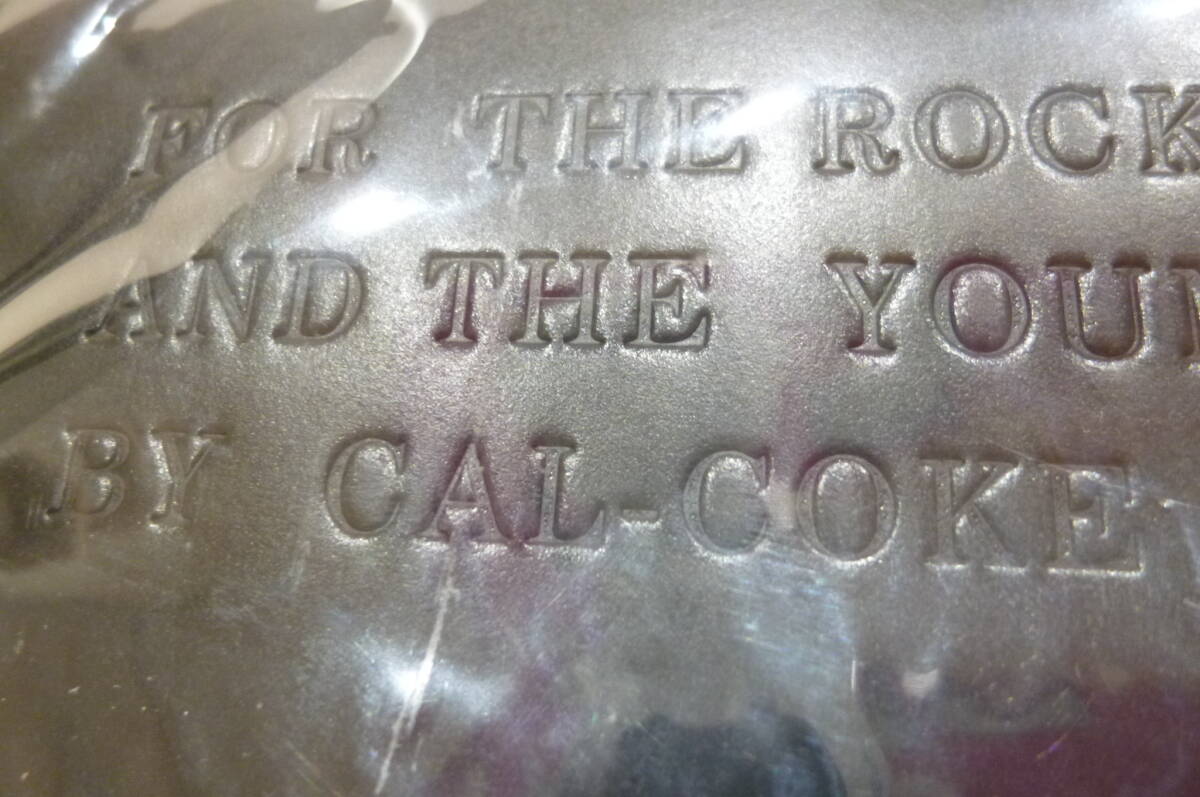 FOR THE ROCK
AND THE YOU
BY CAL-COKE